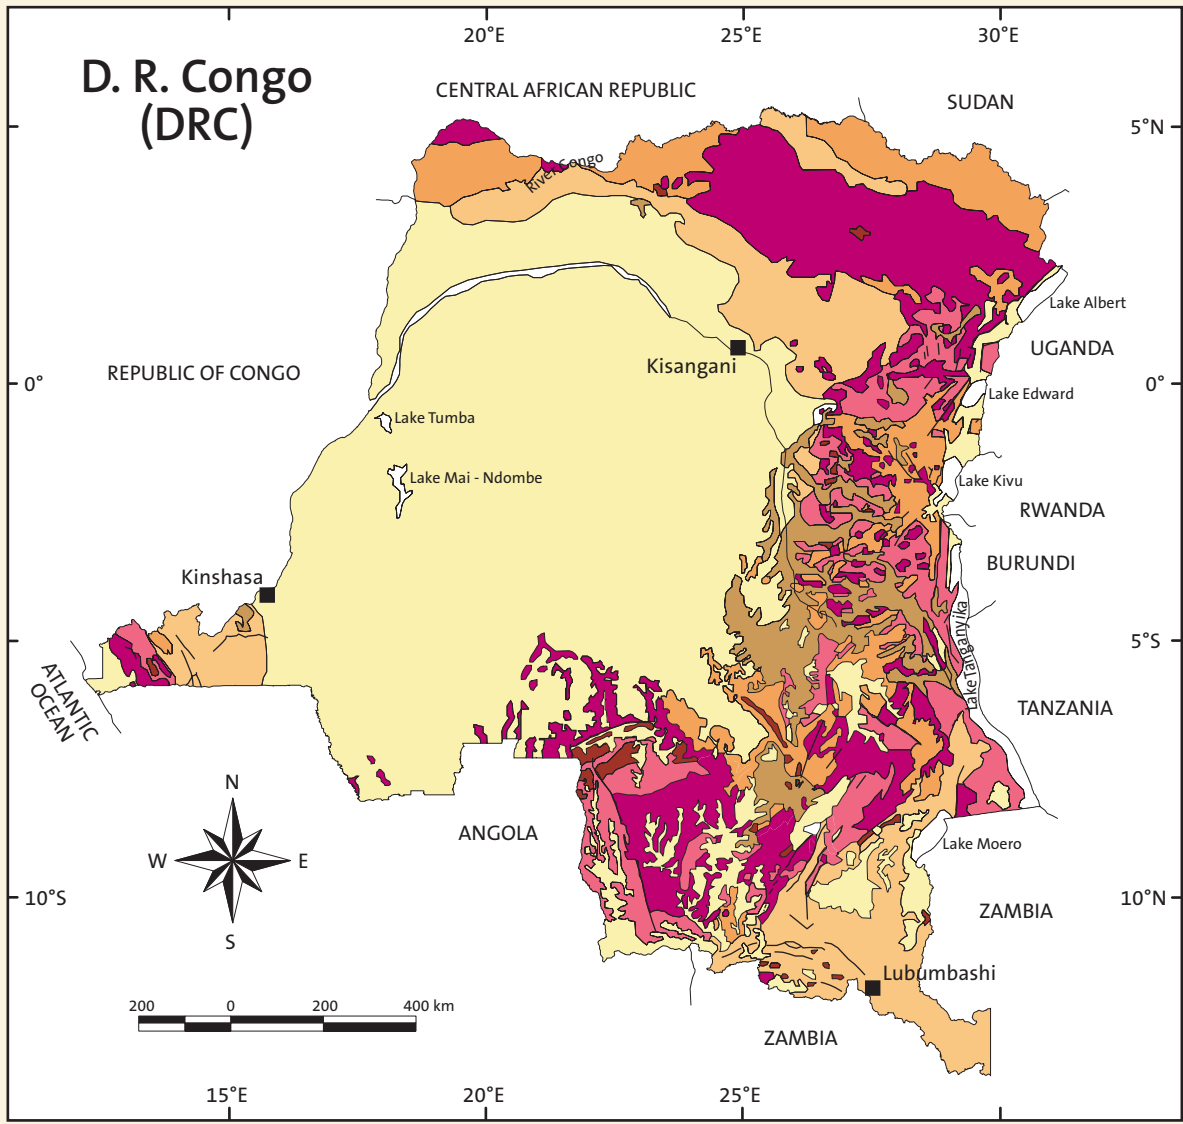 20°E
25°E
30°E
D. R. Congo
(DRC)
CENTRAL AFRICAN REPUBLIC
SUDAN
5°N
River Congo
Lake Albert
UGANDA
Kisangani
REPUBLIC OF CONGO
0°
0°
Lake Edward
Lake Tumba
Lake Mai - Ndombe
Lake Kivu
RWANDA
BURUNDI
Kinshasa
Lake Tanganyika
5°S
ATLANTIC
OCEAN
TANZANIA
N
W
E
S
ANGOLA
Lake Moero
10°S
10°N
ZAMBIA
Lubumbashi
200
0
200
400 km
ZAMBIA
15°E
20°E
25°E